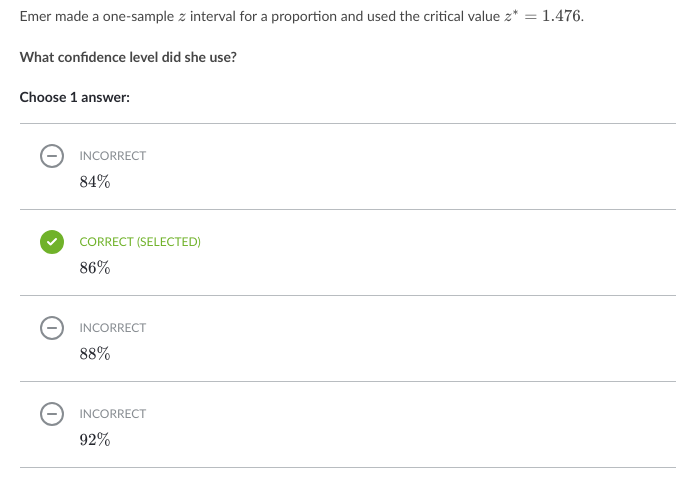 Emer made a one-sample z interval for a proportion and used the critical value z* = 1.476.
What confidence level did she use?
Choose 1 answer:
INCORRECT
84%
CORRECT (SELECTED)
86%
INCORRECT
88%
INCORRECT
92%